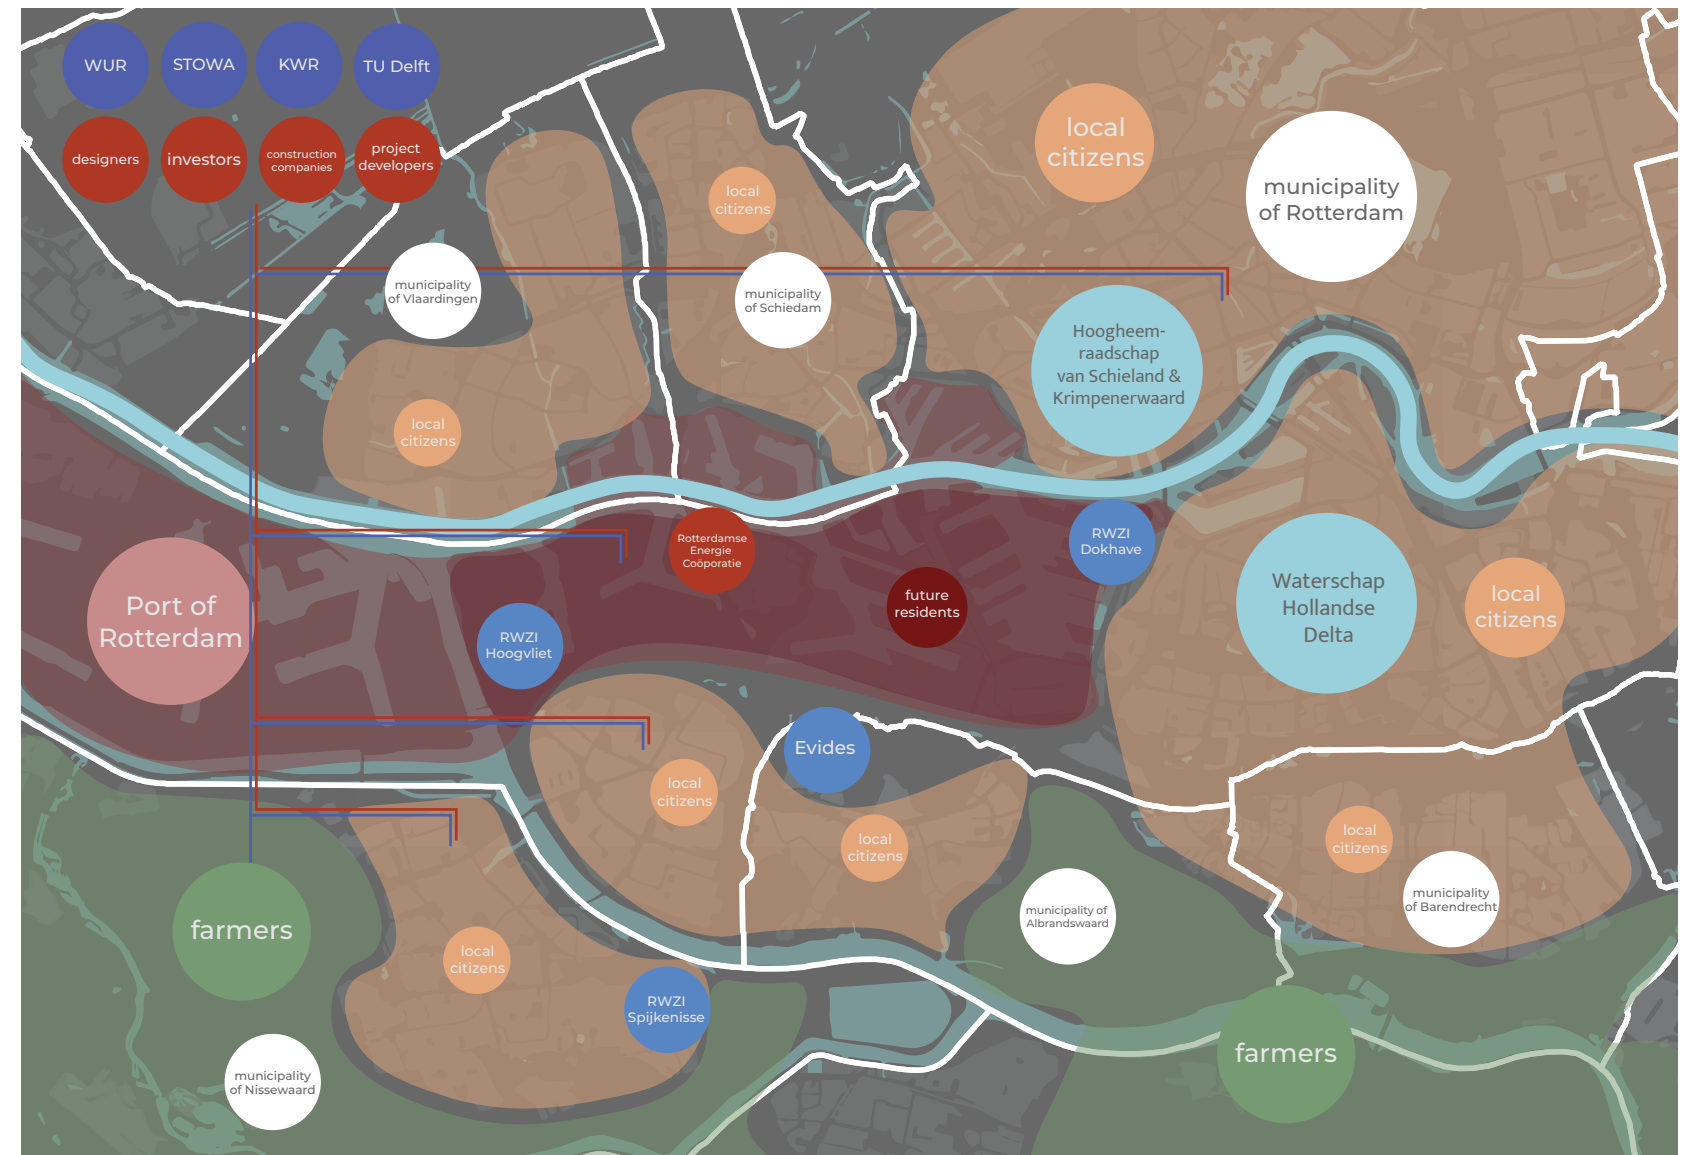 WUR
STOWA
KWR
TU Delft
designers
investors
construction
companies
project
developers
local
citizens
municipality
of Rotterdam
local
citizens
municipality
of Vlaardingen
municipality
of Schiedam
Hoogheem-
raadschap
van Schieland &
Krimpenerwaard
local
citizens
Rotterdamse
Energie
Coöporatie
RWZI
Dokhave
Port of
Rotterdam
RWZI
Hoogvliet
future
residents
Waterschap
Hollandse
Delta
local
citizens
Evides
local
citizens
local
citizens
local
citizens
municipality
of Barendrecht
farmers
local
citizens
municipality of
Albrandswaard
RWZI
Spijkenisse
farmers
municipality
of Nissewaard